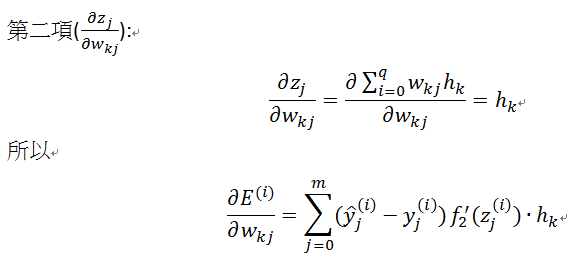 第二項(∂z_j/∂w_kj):
∂z_j/∂w_kj = ∂ ∑_{i=0}^{q} w_kj h_k / ∂w_kj = h_k
所以
∂E^(i)/∂w_kj = ∑_{j=0}^{m} (ŷ_j^(i) − y_j^(i)) f_2′(z_j^(i)) · h_k